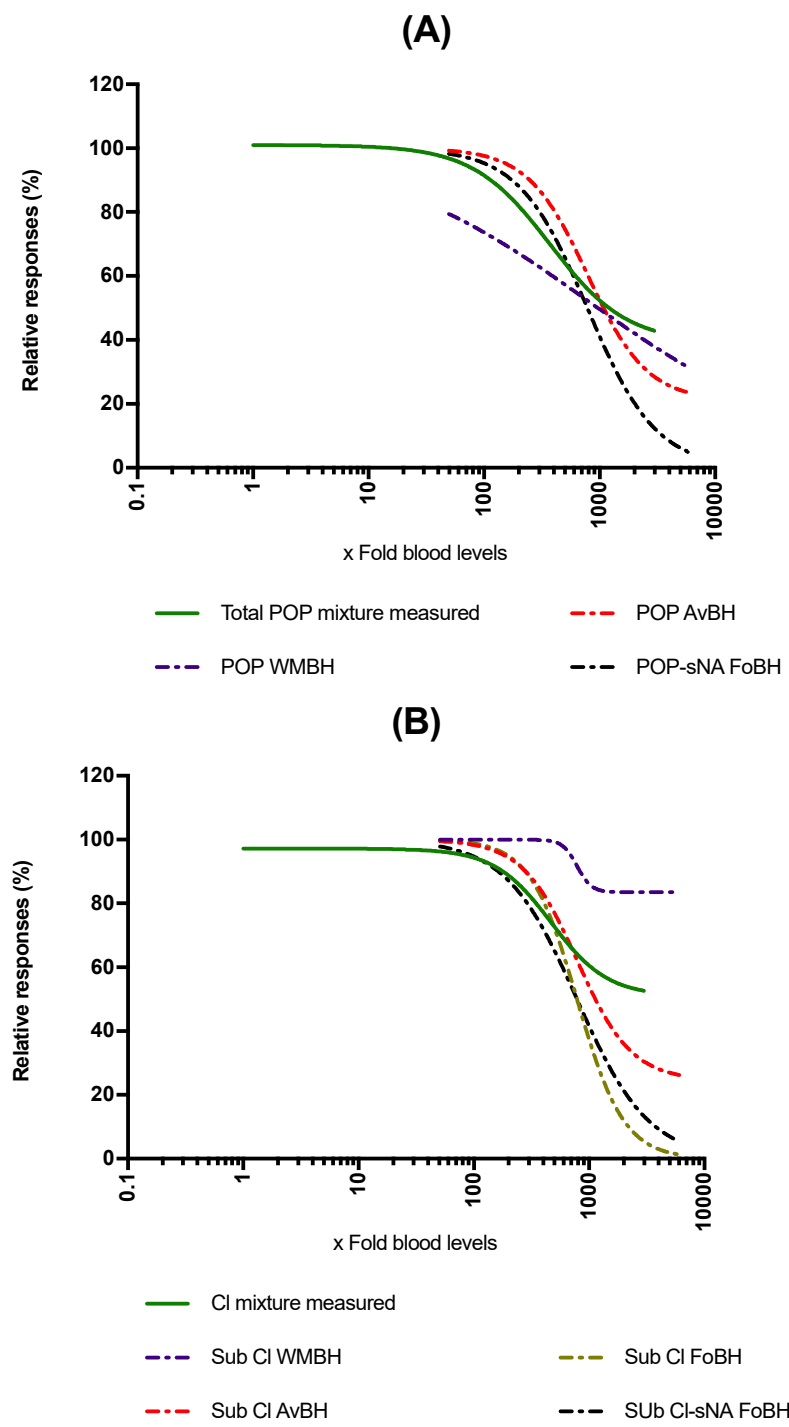 (A)
120
100
80
60
40
20
0
Relative responses (%)
0.1
1
10
100
1000
10000
x Fold blood levels
Total POP mixture measured
POP AvBH
POP WMBH
POP-sNA FoBH
(B)
120
100
80
60
40
20
0
Relative responses (%)
0.1
1
10
100
1000
10000
x Fold blood levels
Cl mixture measured
Sub Cl WMBH
Sub Cl FoBH
Sub Cl AvBH
SUb Cl-sNA FoBH